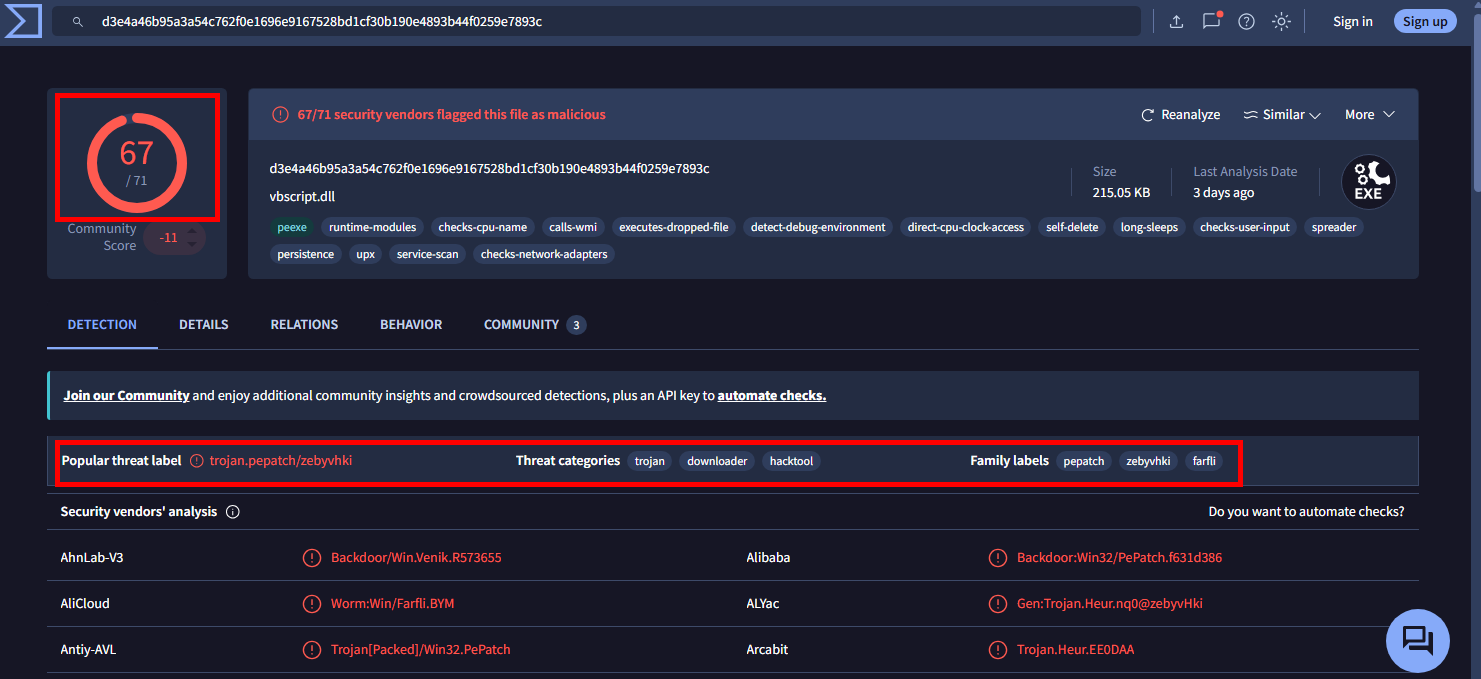 d3e4a46b95a3a54c762f0e1696e9167528bd1cf30b190e4893b44f0259e7893c
Sign in
Sign up
67
/ 71
Community Score
-11
67/71 security vendors flagged this file as malicious
Reanalyze
Similar
More
d3e4a46b95a3a54c762f0e1696e9167528bd1cf30b190e4893b44f0259e7893c
vbscript.dll
Size
215.05 KB
Last Analysis Date
3 days ago
EXE
peexe runtime-modules checks-cpu-name calls-wmi executes-dropped-file detect-debug-environment direct-cpu-clock-access self-delete long-sleeps checks-user-input spreader
persistence upx service-scan checks-network-adapters
DETECTION DETAILS RELATIONS BEHAVIOR COMMUNITY 3
Join our Community and enjoy additional community insights and crowdsourced detections, plus an API key to automate checks.
Popular threat label trojan.pepatch/zebyvhki Threat categories trojan downloader hacktool Family labels pepatch zebyvhki farfli
Security vendors' analysis Do you want to automate checks?
AhnLab-V3 Backdoor/Win.Venik.R573655 Alibaba Backdoor:Win32/PePatch.f631d386
AliCloud Worm:Win/Farfli.BYM ALYac Gen:Trojan.Heur.nq0@zebyvHki
Antiy-AVL Trojan[Packed]/Win32.PePatch Arcabit Trojan.Heur.EE0DAA